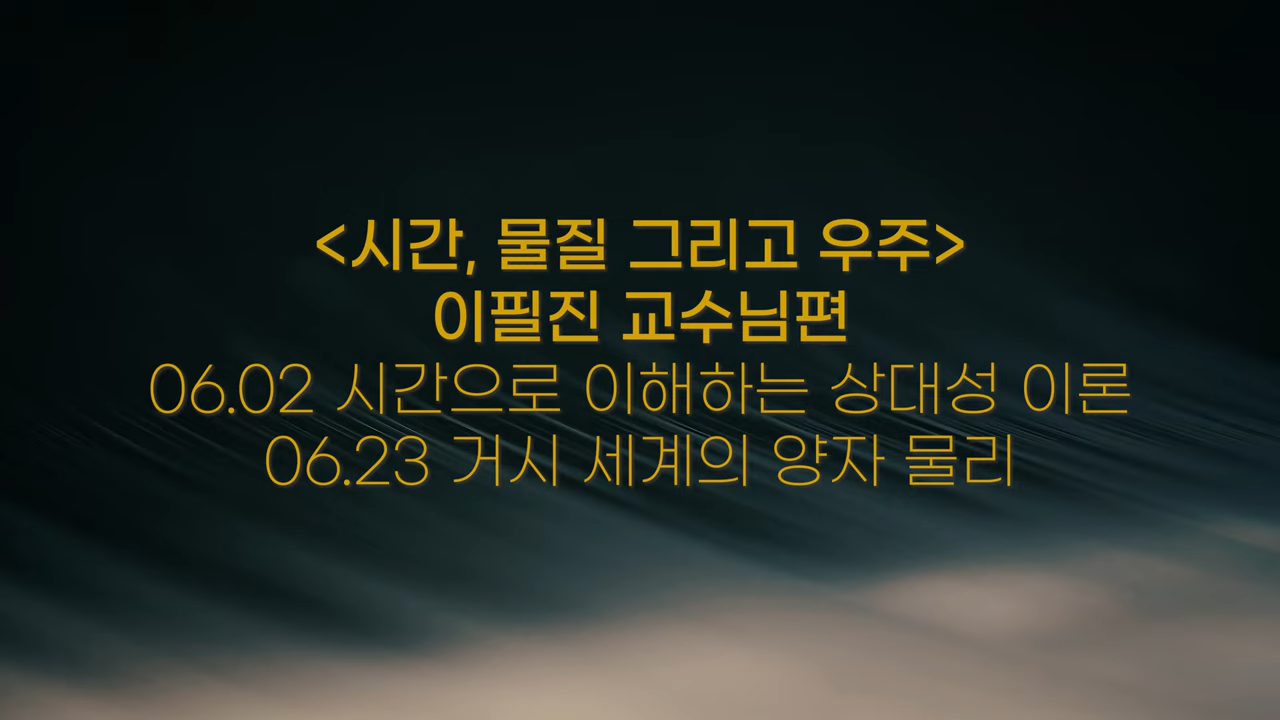 <시간, 물질 그리고 우주>
이필진 교수님편
06.02 시간으로 이해하는 상대성 이론
06.23 거시 세계의 양자 물리